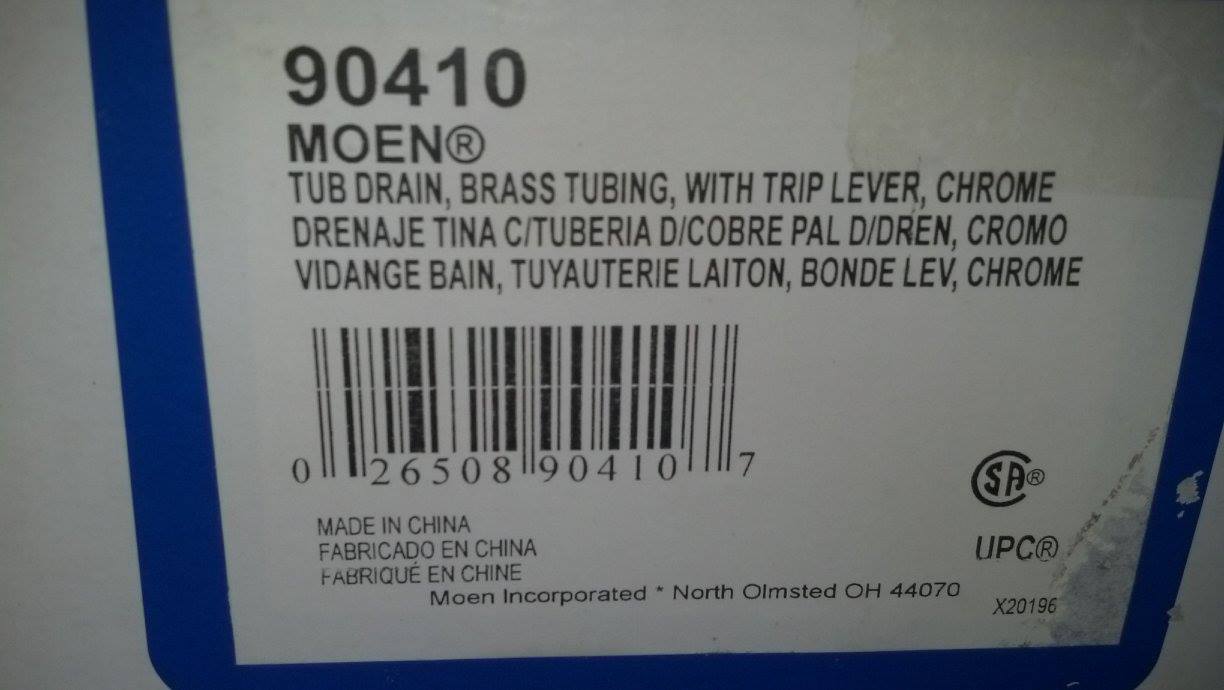 90410
MOEN®
TUB DRAIN, BRASS TUBING, WITH TRIP LEVER, CHROME
DRENAJE TINA C/TUBERIA D/COBRE PAL D/DREN, CROMO
VIDANGE BAIN, TUYAUTERIE LAITON, BONDE LEV, CHROME
0 26508 90410 7
SA®
UPC®
MADE IN CHINA
FABRICADO EN CHINA
FABRIQUÉ EN CHINE
Moen Incorporated * North Olmsted OH 44070
X20196